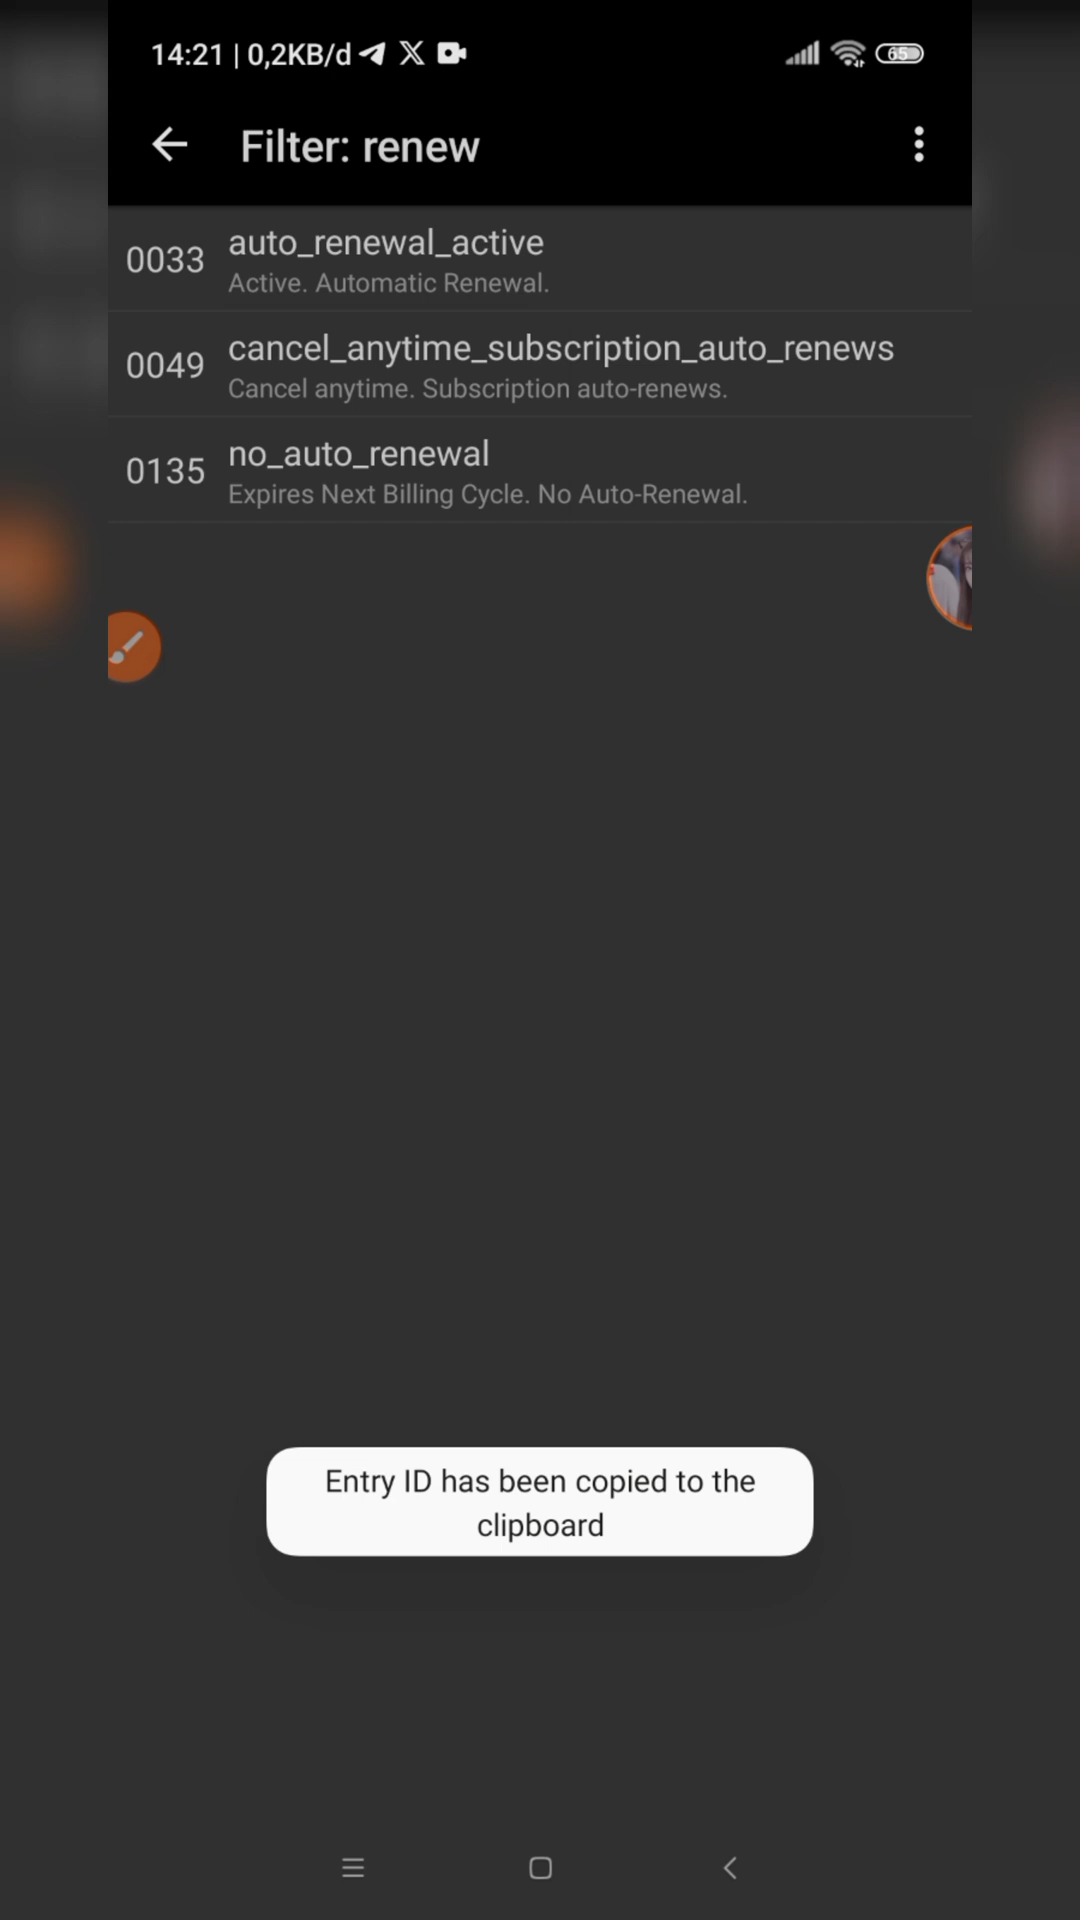 14:21 | 0,2KB/d
65
Filter: renew
0033
auto_renewal_active
Active. Automatic Renewal.
0049
cancel_anytime_subscription_auto_renews
Cancel anytime. Subscription auto-renews.
0135
no_auto_renewal
Expires Next Billing Cycle. No Auto-Renewal.
Entry ID has been copied to the
clipboard